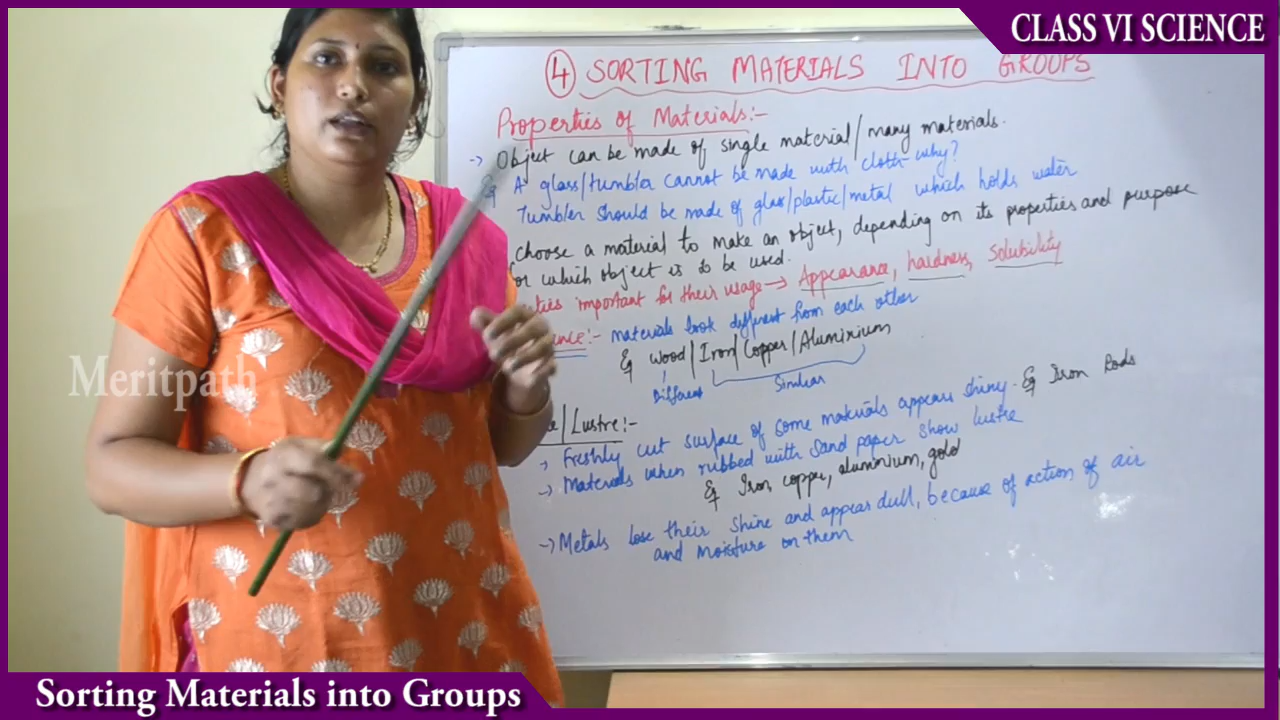 CLASS VI SCIENCE
4 SORTING MATERIALS INTO GROUPS
Properties of Materials:-
-> Object can be made of single material/many materials.
A glass/tumbler cannot be made with cloth why?
Tumbler should be made of glass/plastic/metal which holds water
choose a material to make an object, depending on its properties and purpose
for which object is to be used.
important for their usage -> Appearance, hardness, solubility
:- materials look different from each other
Eg wood/Iron/Copper/Aluminium
Different Similar
/Lustre:-
-> Freshly cut surface of some materials appears shiny. Eg Iron Rods
-> Materials when rubbed with sand paper show lustre
Eg Iron, copper, aluminium, gold
-> Metals lose their shine and appear dull, because of action of air
and moisture on them
Meritpath
Sorting Materials into Groups